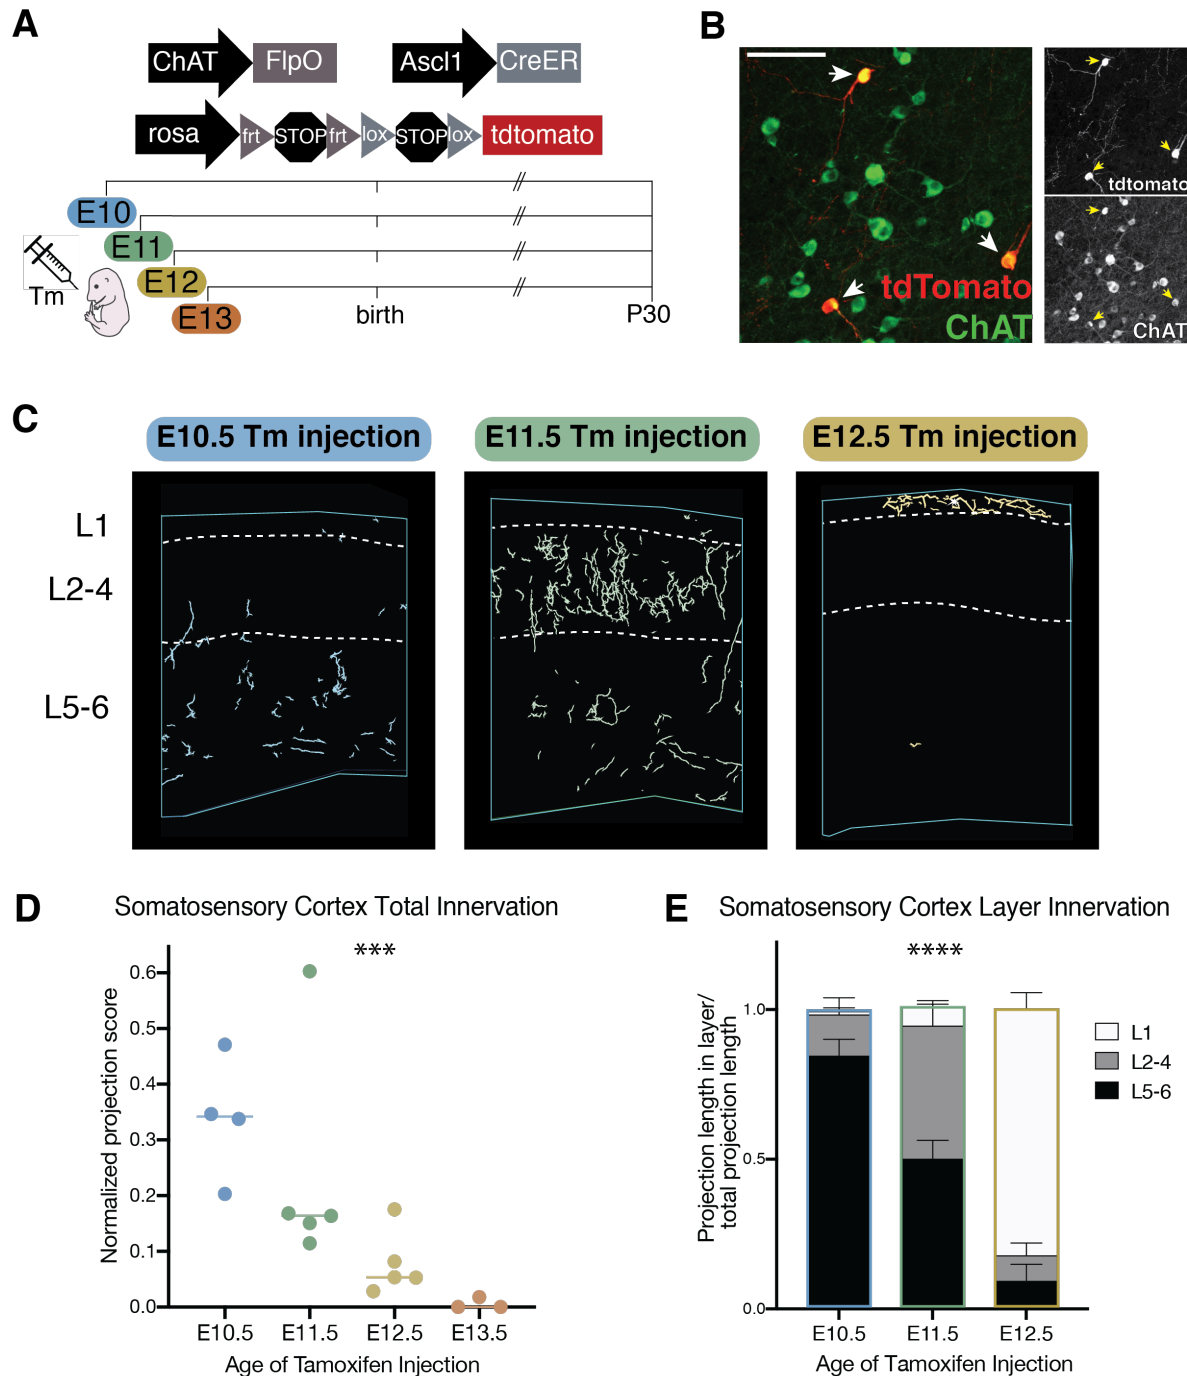 A
ChAT FlpO Ascl1 CreER
rosa frt STOP frt lox STOP lox tdtomato
E10
E11
E12
E13
Tm
birth
P30
B
tdTomato
ChAT
tdtomato
ChAT
C
E10.5 Tm injection
E11.5 Tm injection
E12.5 Tm injection
L1
L2-4
L5-6
D
Somatosensory Cortex Total Innervation
***
Normalized projection score
0.6
0.5
0.4
0.3
0.2
0.1
0.0
E10.5 E11.5 E12.5 E13.5
Age of Tamoxifen Injection
E
Somatosensory Cortex Layer Innervation
****
Projection length in layer/
total projection length
1.0
0.5
0.0
L1
L2-4
L5-6
E10.5 E11.5 E12.5
Age of Tamoxifen Injection